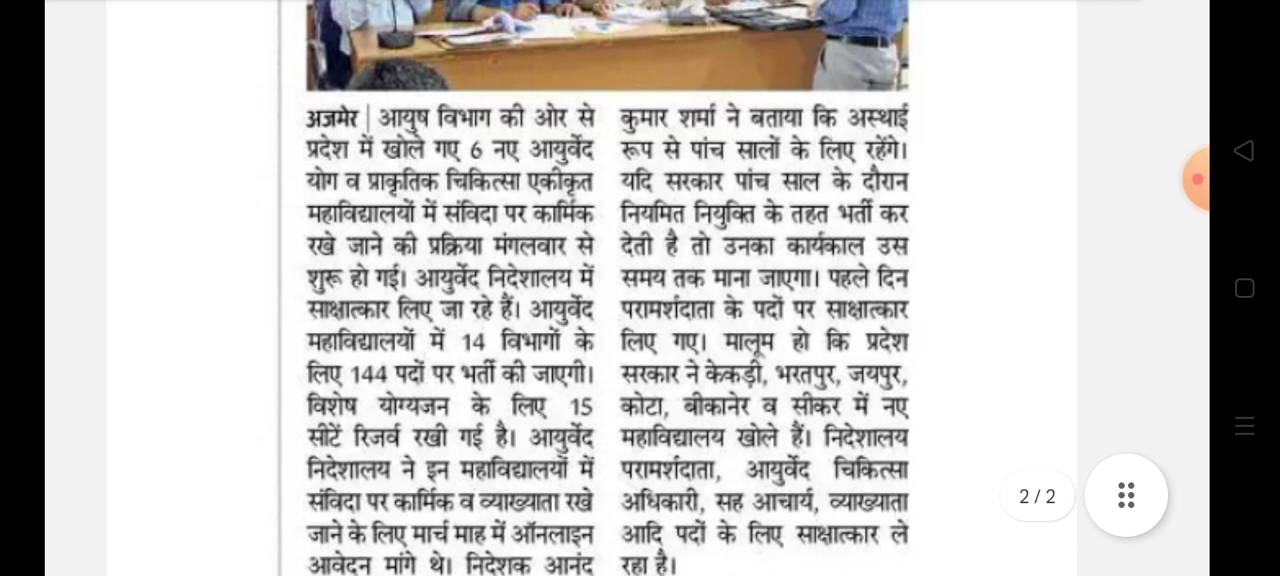 अजमेर | आयुष विभाग की ओर से
प्रदेश में खोले गए 6 नए आयुर्वेद
योग व प्राकृतिक चिकित्सा एकीकृत
महाविद्यालयों में संविदा पर कार्मिक
रखे जाने की प्रक्रिया मंगलवार से
शुरू हो गई। आयुर्वेद निदेशालय में
साक्षात्कार लिए जा रहे हैं। आयुर्वेद
महाविद्यालयों में 14 विभागों के
लिए 144 पदों पर भर्ती की जाएगी।
विशेष योग्यजन के लिए 15
सीटें रिजर्व रखी गई है। आयुर्वेद
निदेशालय ने इन महाविद्यालयों में
संविदा पर कार्मिक व व्याख्याता रखे
जाने के लिए मार्च माह में ऑनलाइन
आवेदन मांगे थे। निदेशक आनंद
कुमार शर्मा ने बताया कि अस्थाई
रूप से पांच सालों के लिए रहेंगे।
यदि सरकार पांच साल के दौरान
नियमित नियुक्ति के तहत भर्ती कर
देती है तो उनका कार्यकाल उस
समय तक माना जाएगा। पहले दिन
परामर्शदाता के पदों पर साक्षात्कार
लिए गए। मालूम हो कि प्रदेश
सरकार ने केकड़ी, भरतपुर, जयपुर,
कोटा, बीकानेर व सीकर में नए
महाविद्यालय खोले हैं। निदेशालय
परामर्शदाता, आयुर्वेद चिकित्सा
अधिकारी, सह आचार्य, व्याख्याता
आदि पदों के लिए साक्षात्कार ले
रहा है।
2 / 2